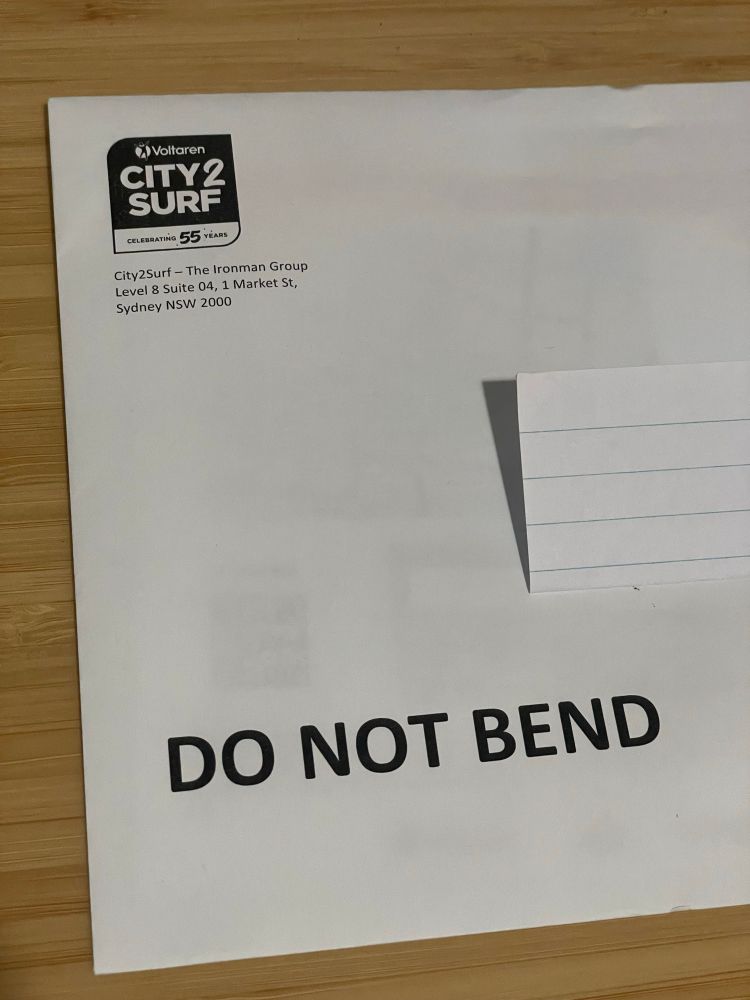 Voltaren
CITY2
SURF
CELEBRATING 55 YEARS
City2Surf – The Ironman Group
Level 8 Suite 04, 1 Market St,
Sydney NSW 2000
DO NOT BEND